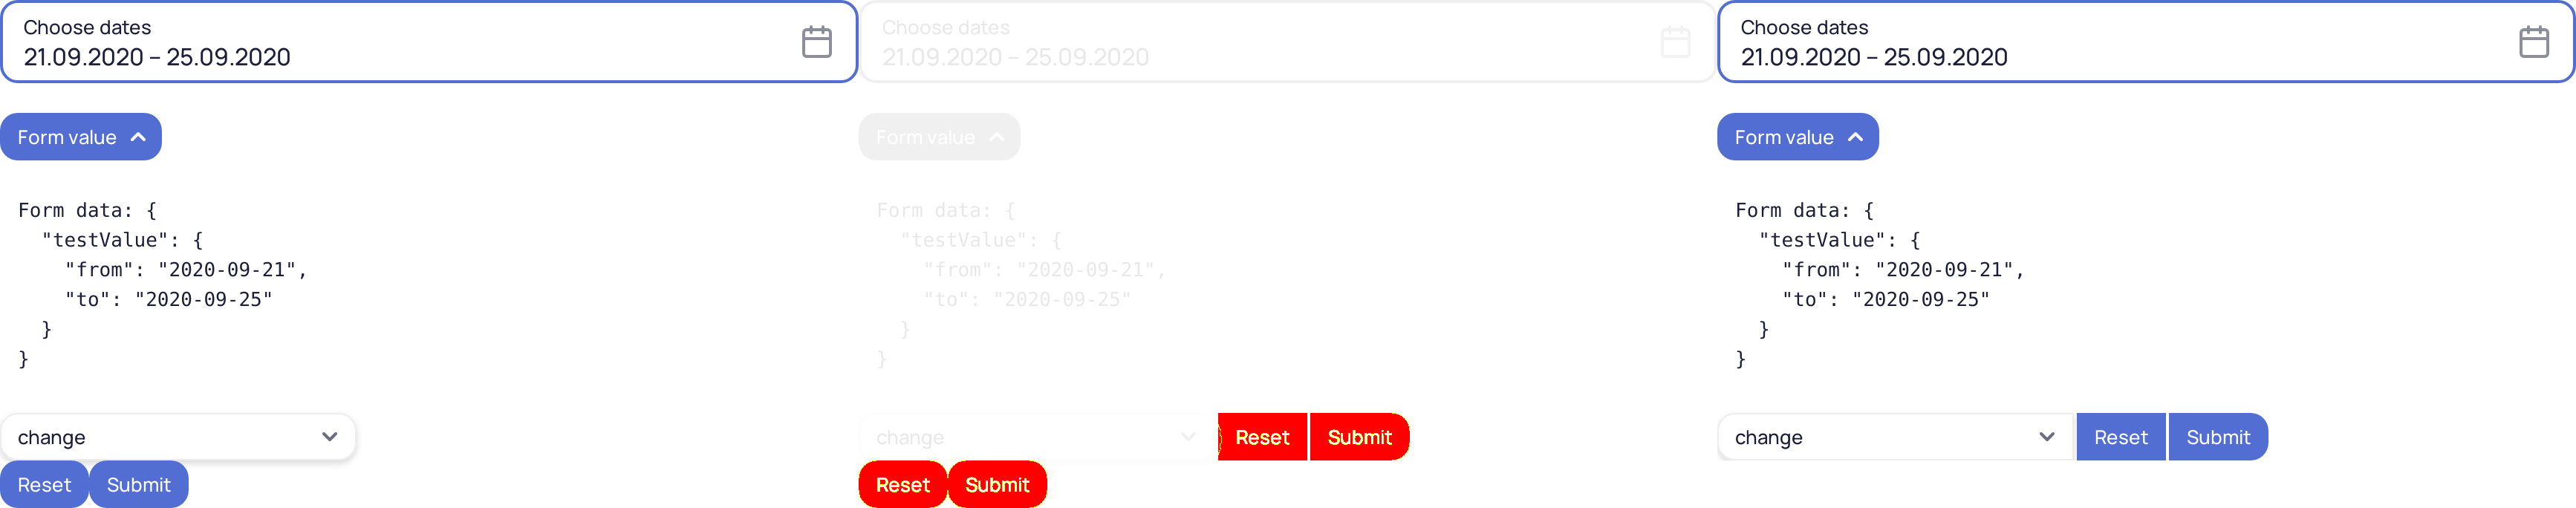 Choose dates
21.09.2020 – 25.09.2020
Form value
Form data: {
  "testValue": {
    "from": "2020-09-21",
    "to": "2020-09-25"
  }
}
change
Reset Submit
Choose dates
21.09.2020 – 25.09.2020
Form value
Form data: {
  "testValue": {
    "from": "2020-09-21",
    "to": "2020-09-25"
  }
}
change Reset Submit
Reset Submit
Choose dates
21.09.2020 – 25.09.2020
Form value
Form data: {
  "testValue": {
    "from": "2020-09-21",
    "to": "2020-09-25"
  }
}
change Reset Submit